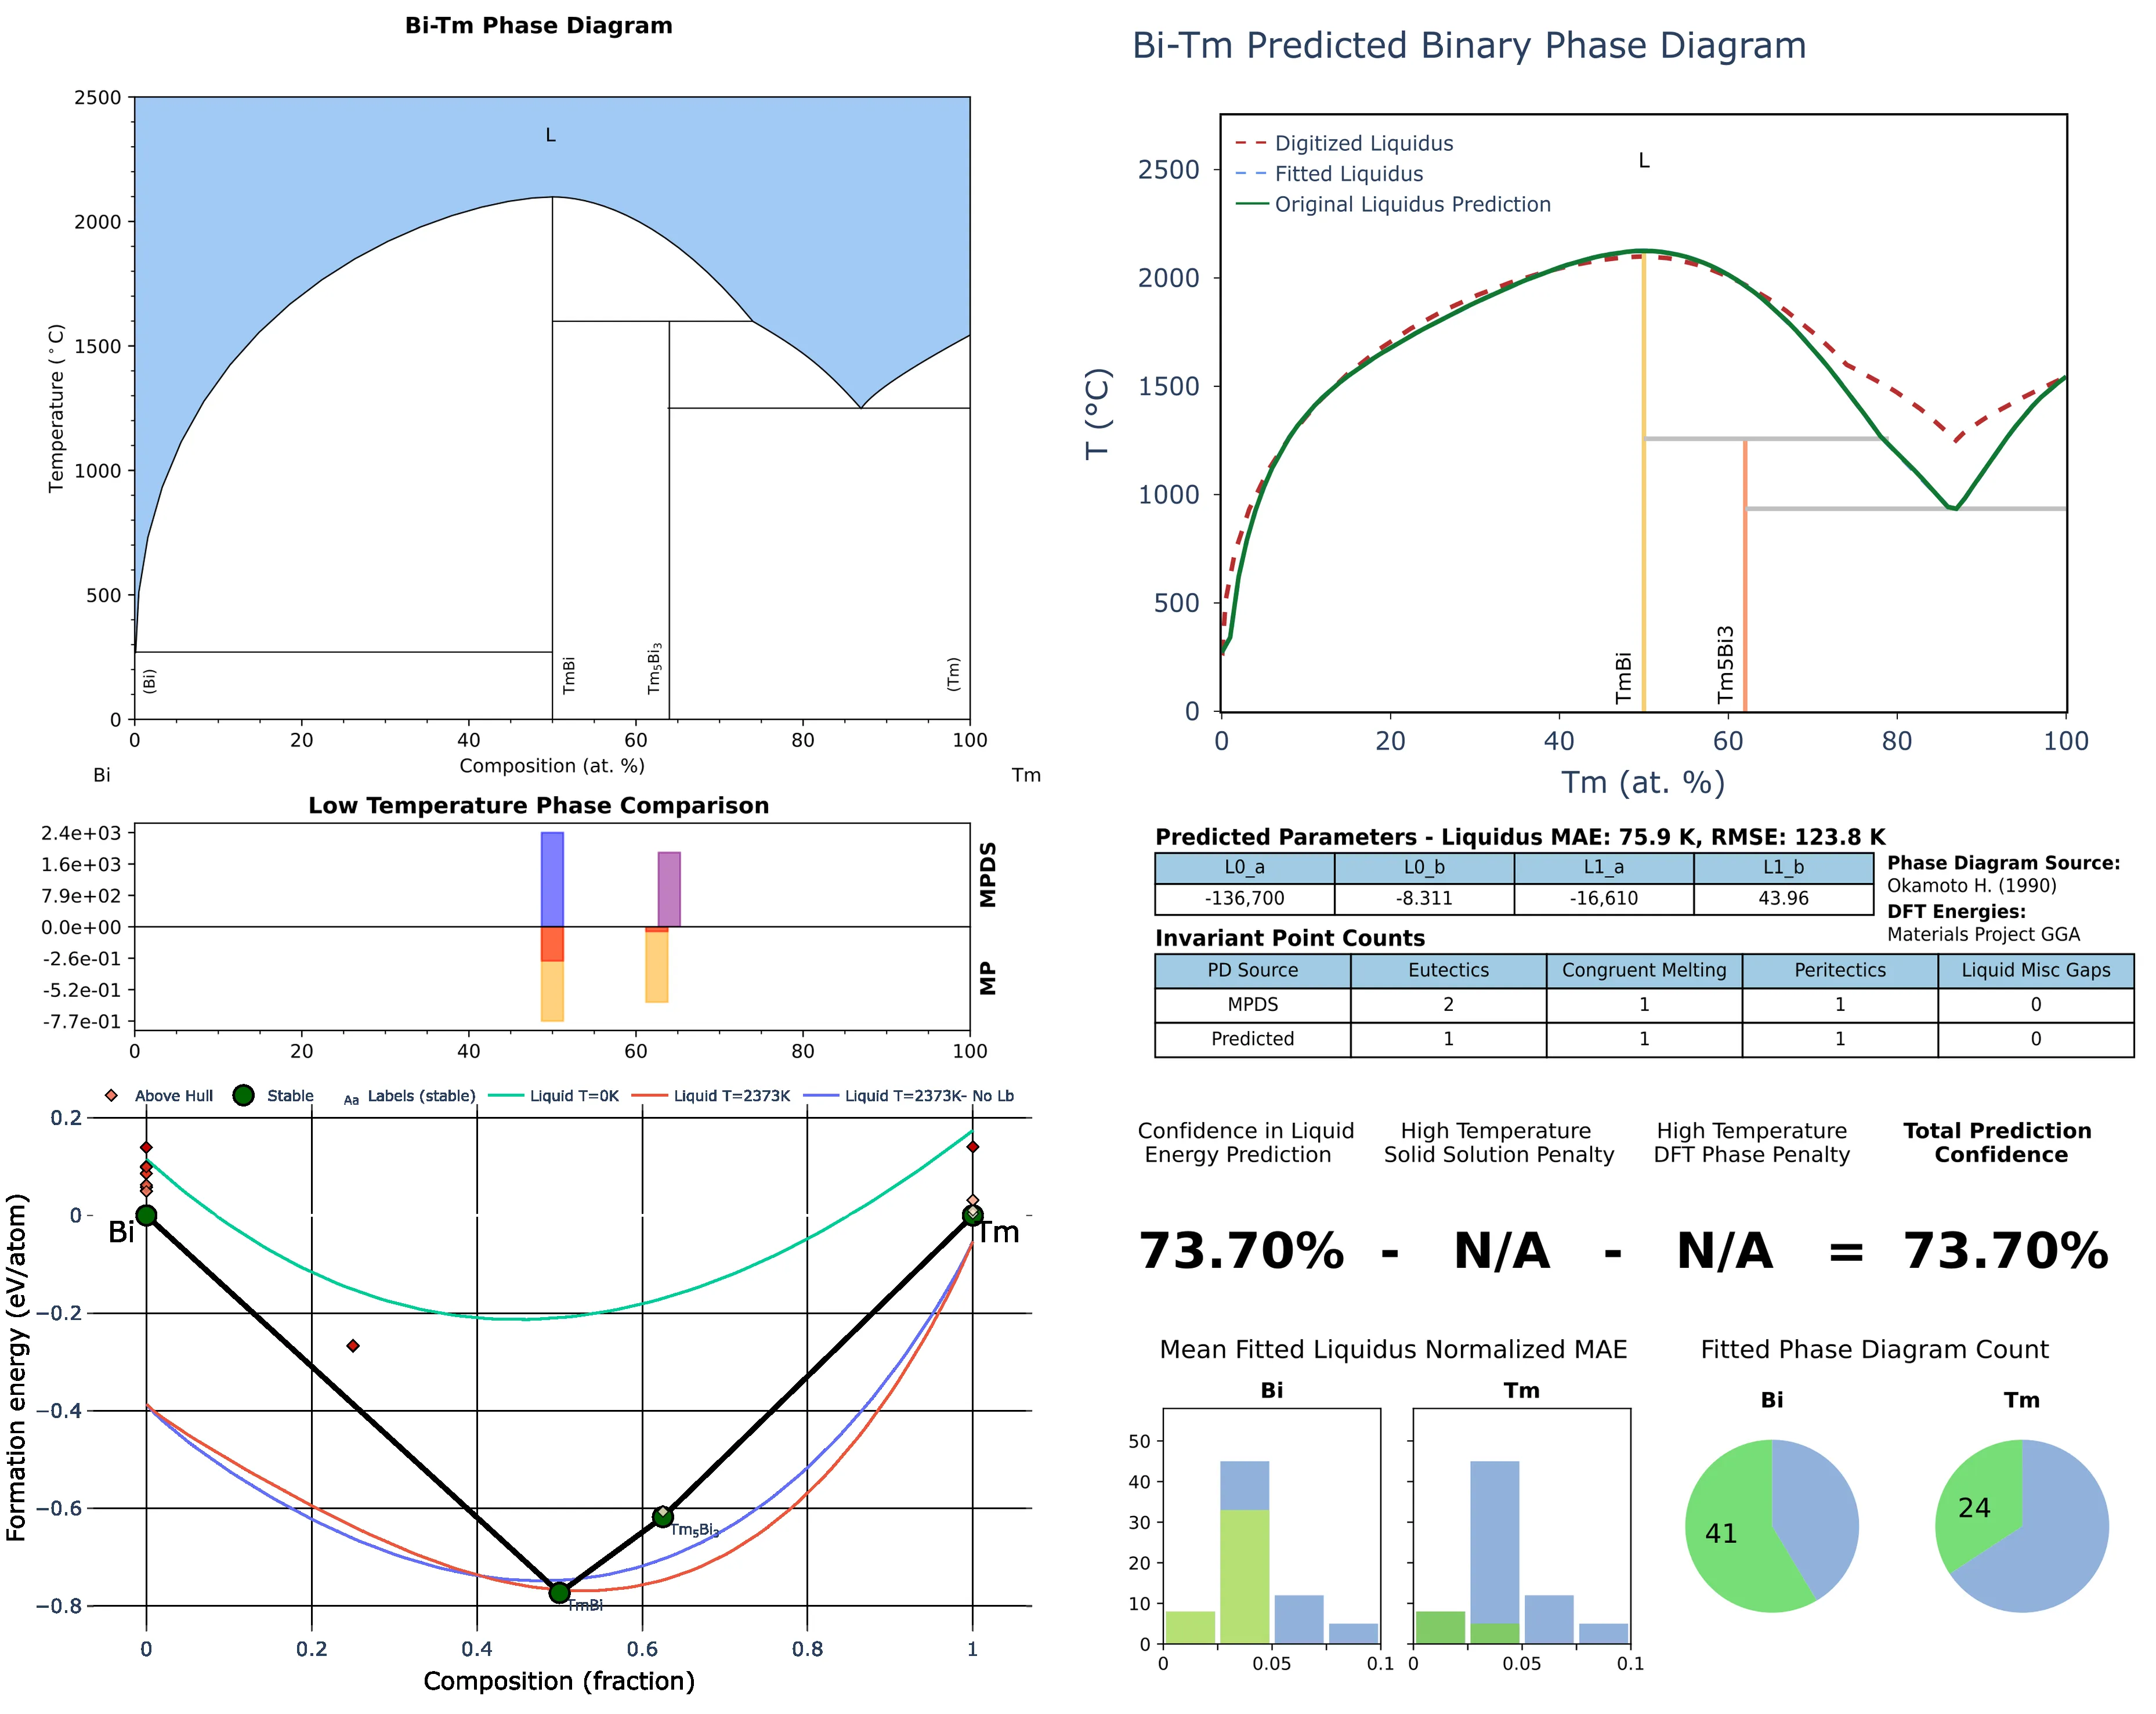 Bi-Tm Phase Diagram
2500
2000
1500
1000
500
0
Temperature (°C)
L
(Bi)
TmBi
Tm5Bi3
(Tm)
0 20 40 60 80 100
Composition (at. %)
Bi Tm
Low Temperature Phase Comparison
2.4e+03
1.6e+03
7.9e+02
0.0e+00
-2.6e-01
-5.2e-01
-7.7e-01
MPDS
MP
0 20 40 60 80 100
Above Hull Stable Aa Labels (stable) Liquid T=0K Liquid T=2373K Liquid T=2373K- No Lb
0.2
0
−0.2
−0.4
−0.6
−0.8
Formation energy (eV/atom)
Bi
Tm
Tm5Bi3
TmBi
0 0.2 0.4 0.6 0.8 1
Composition (fraction)
Bi-Tm Predicted Binary Phase Diagram
Digitized Liquidus
Fitted Liquidus
Original Liquidus Prediction
L
2500
2000
1500
1000
500
0
T (°C)
TmBi
Tm5Bi3
0 20 40 60 80 100
Tm (at. %)
Predicted Parameters - Liquidus MAE: 75.9 K, RMSE: 123.8 K
L0_a L0_b L1_a L1_b
-136,700 -8.311 -16,610 43.96
Phase Diagram Source:
Okamoto H. (1990)
DFT Energies:
Materials Project GGA
Invariant Point Counts
PD Source Eutectics Congruent Melting Peritectics Liquid Misc Gaps
MPDS 2 1 1 0
Predicted 1 1 1 0
Confidence in Liquid
Energy Prediction
High Temperature
Solid Solution Penalty
High Temperature
DFT Phase Penalty
Total Prediction
Confidence
73.70% - N/A - N/A = 73.70%
Mean Fitted Liquidus Normalized MAE
Bi
Tm
50
40
30
20
10
0
0 0.05 0.1
0 0.05 0.1
Fitted Phase Diagram Count
Bi
Tm
41
24